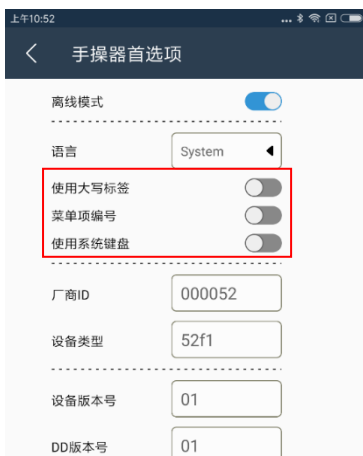 上午10:52 ...
手操器首选项
离线模式
语言 System
使用大写标签
菜单项编号
使用系统键盘
厂商ID 000052
设备类型 52f1
设备版本号 01
DD版本号 01